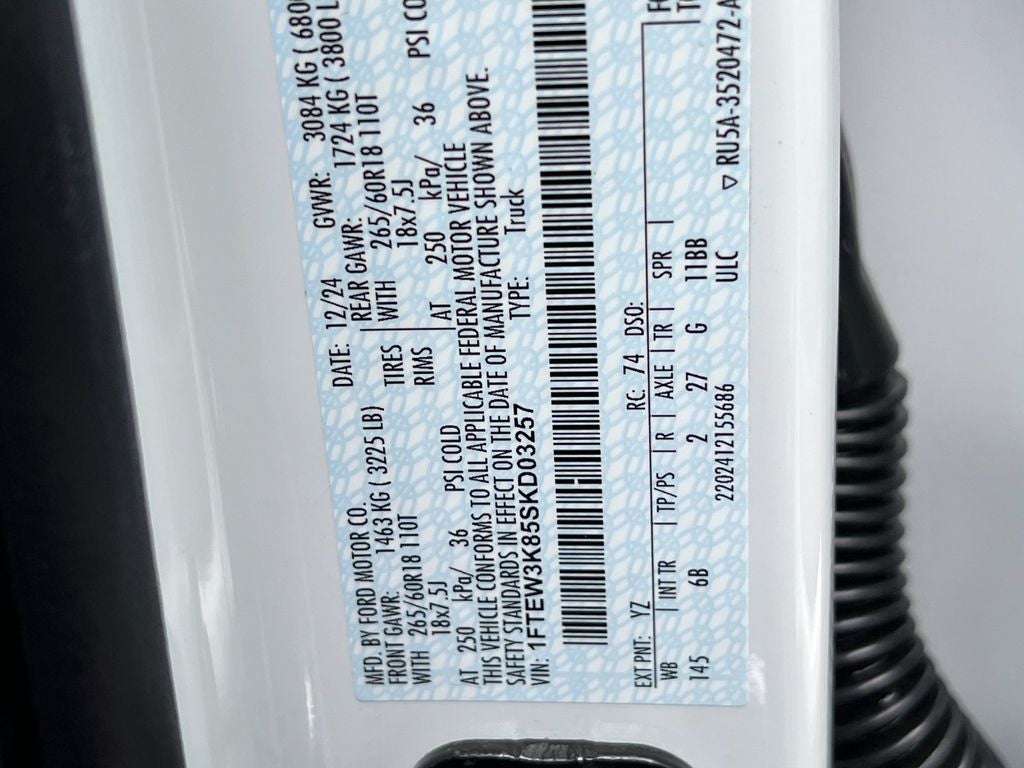 MFD. BY FORD MOTOR CO.
DATE: 12/24 GVWR: 3084 KG ( 680
FRONT GAWR: 1463 KG ( 3225 LB) REAR GAWR: 1724 KG ( 3800 L
WITH 265/60R18 110T TIRES WITH 265/60R18 110T
18x7.5J RIMS 18x7.5J
AT 250 kPa/ 36 PSI COLD AT 250 kPa/ 36 PSI CO
THIS VEHICLE CONFORMS TO ALL APPLICABLE FEDERAL MOTOR VEHICLE
SAFETY STANDARDS IN EFFECT ON THE DATE OF MANUFACTURE SHOWN ABOVE.
VIN: 1FTEW3K85SKD03257 TYPE: Truck
EXT PNT: YZ RC: 74 DSO:
WB INT TR TP/PS R AXLE TR SPR
145 6B 2 27 G 11BB
2202412155686 ULC ▽ RU5A-3520472-A